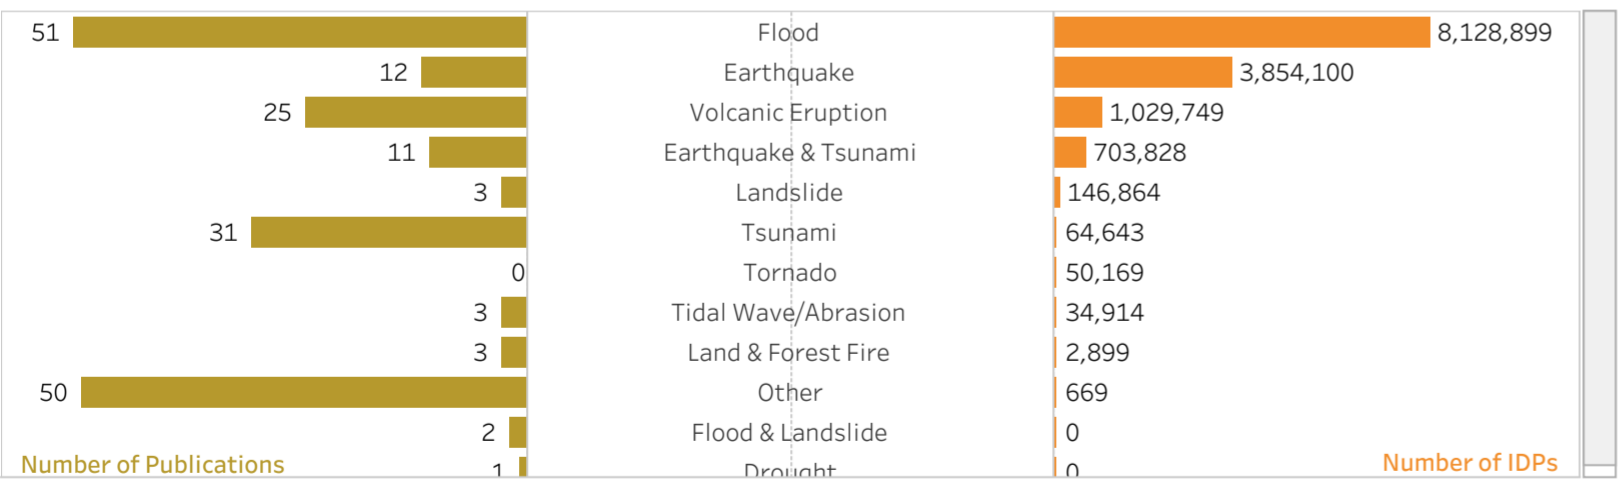 51 Flood 8,128,899
12 Earthquake 3,854,100
25 Volcanic Eruption 1,029,749
11 Earthquake & Tsunami 703,828
3 Landslide 146,864
31 Tsunami 64,643
0 Tornado 50,169
3 Tidal Wave/Abrasion 34,914
3 Land & Forest Fire 2,899
50 Other 669
2 Flood & Landslide 0
Number of Publications 1 Drought 0 Number of IDPs